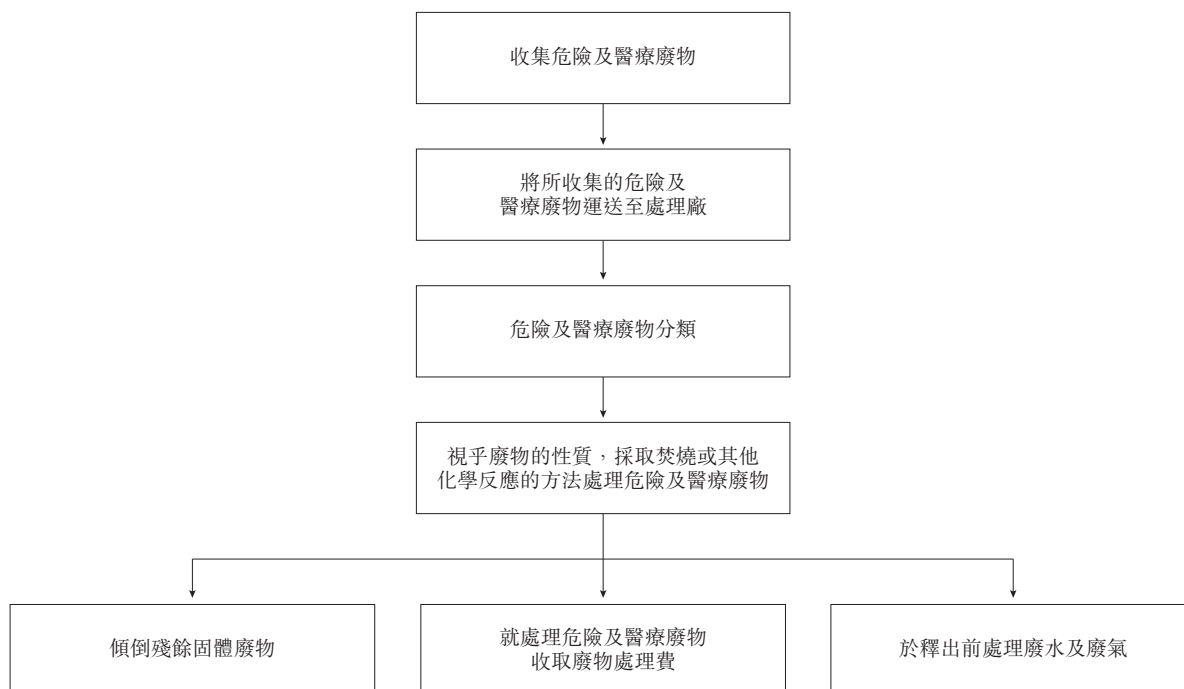 收集危險及醫療廢物
將所收集的危險及
醫療廢物運送至處理廠
危險及醫療廢物分類
視乎廢物的性質，採取焚燒或其他
化學反應的方法處理危險及醫療廢物
傾倒殘餘固體廢物
就處理危險及醫療廢物
收取廢物處理費
於釋出前處理廢水及廢氣